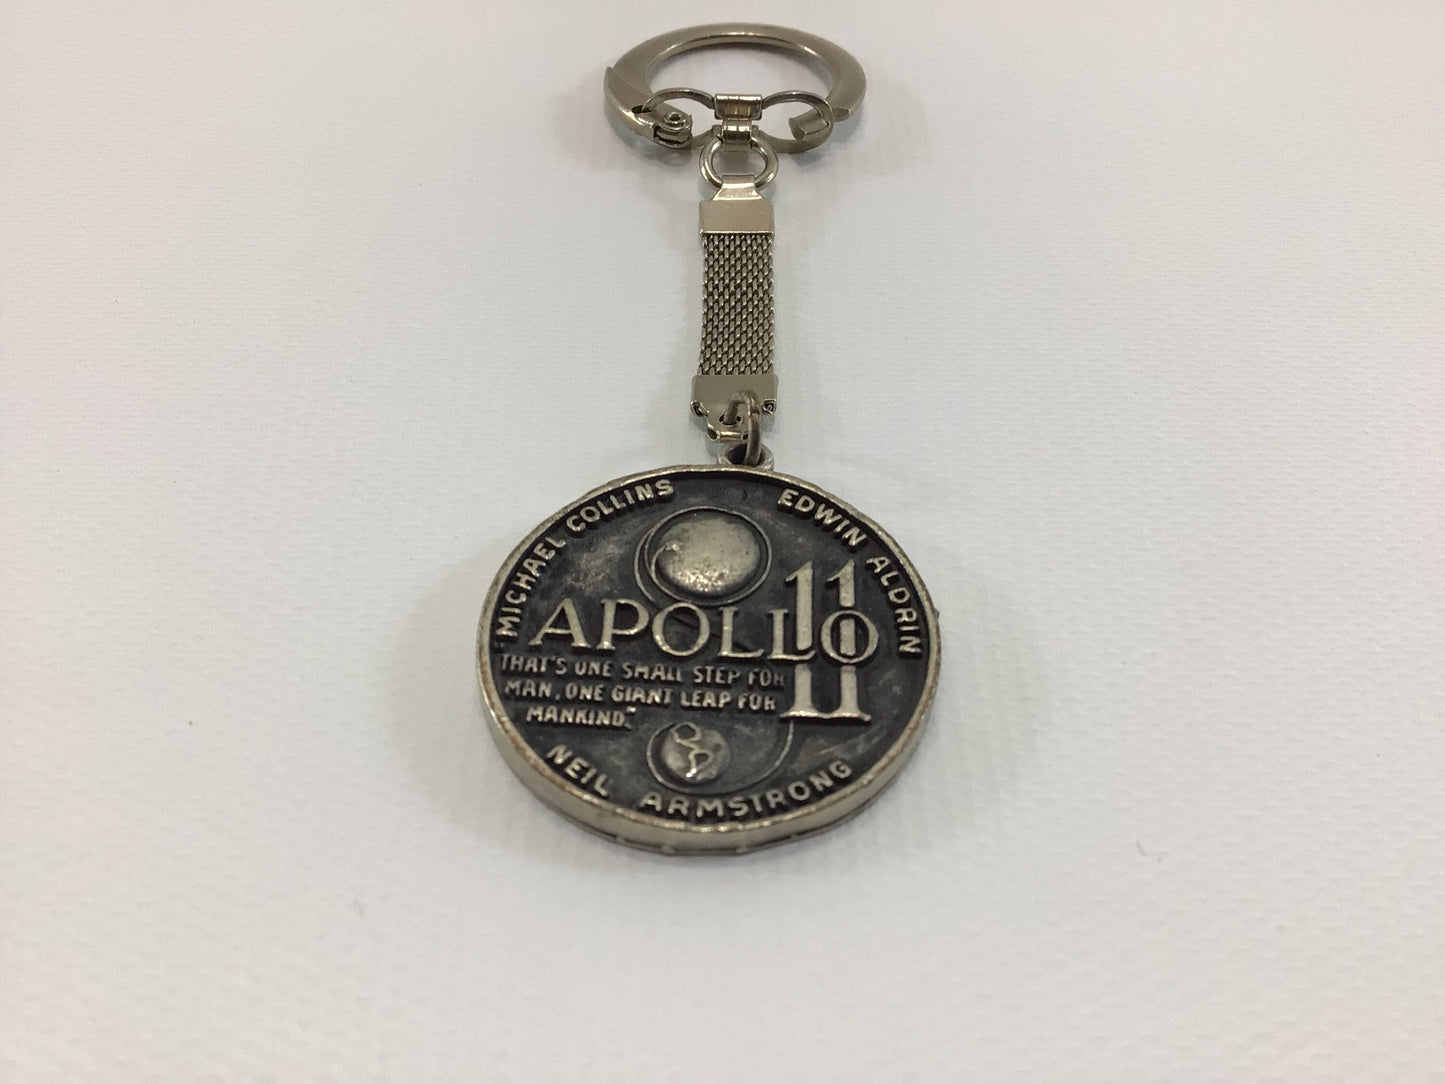 MICHAEL COLLINS
EDWIN ALDRIN
APOLLO 11
"THAT'S ONE SMALL STEP FOR
MAN, ONE GIANT LEAP FOR
MANKIND."
NEIL ARMSTRONG